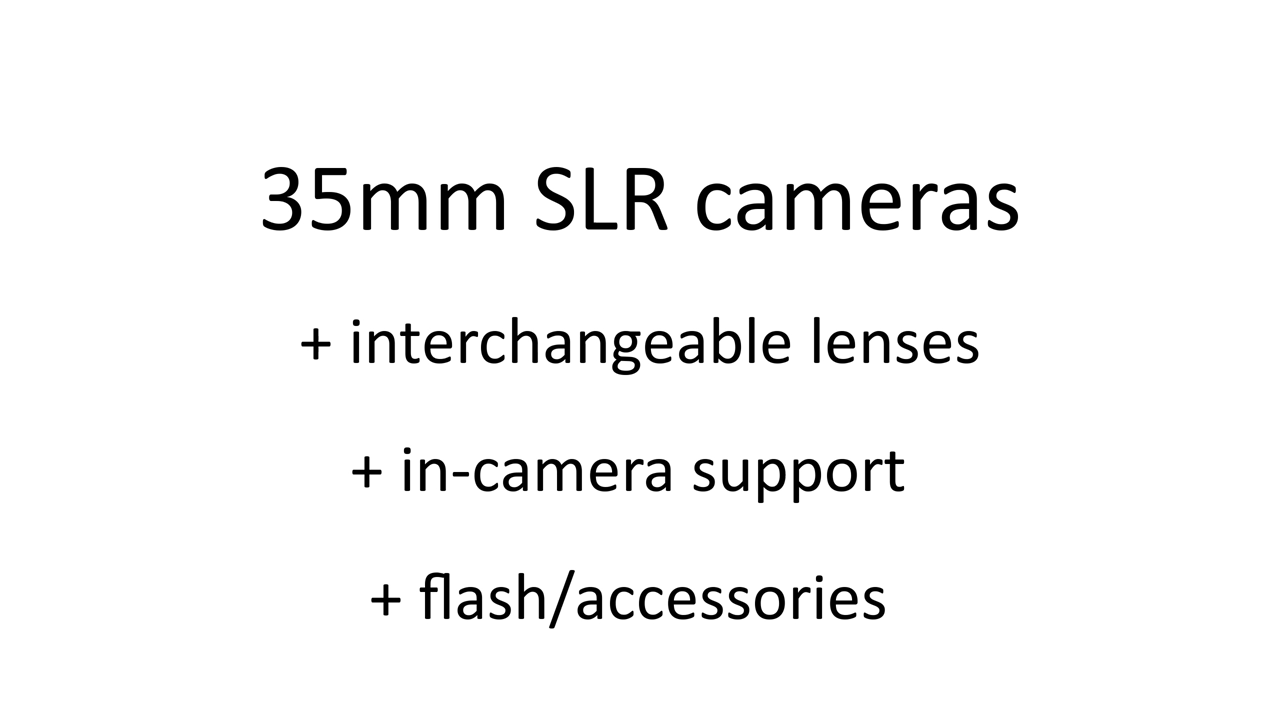 35mm SLR cameras
+ interchangeable lenses
+ in-camera support
+ flash/accessories